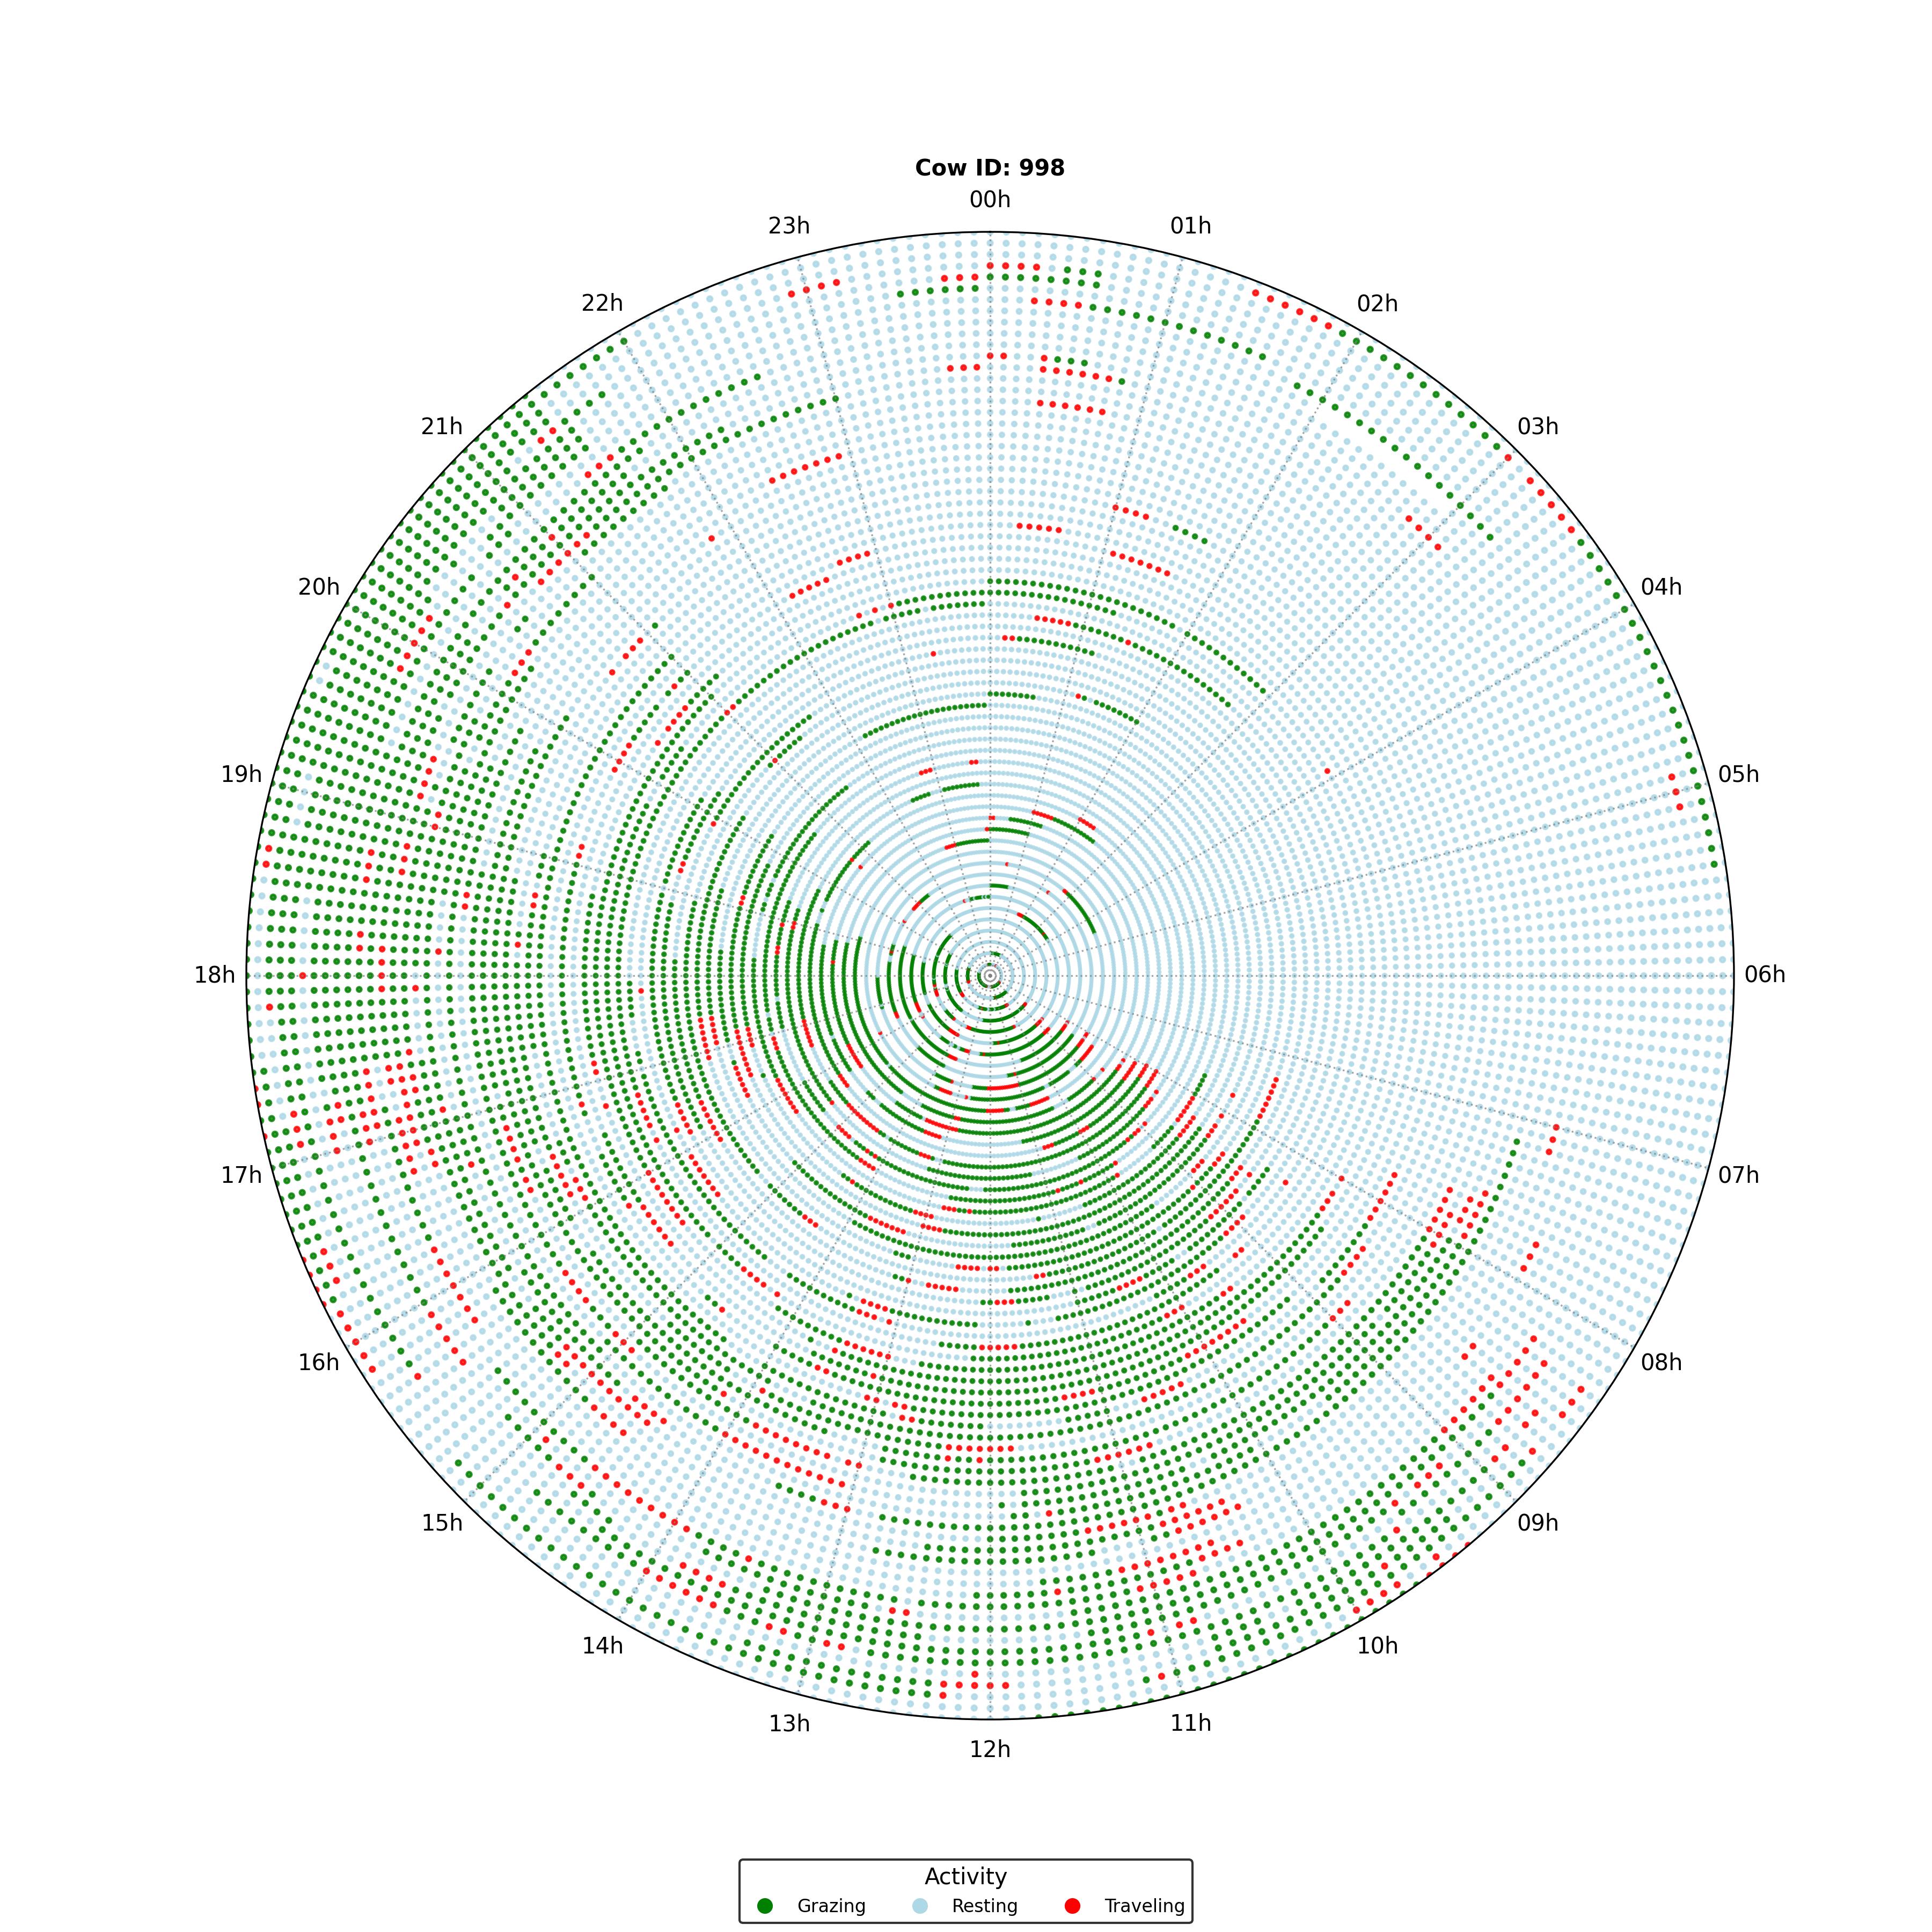 Cow ID: 998
00h
23h
01h
22h
02h
21h
03h
20h
04h
19h
05h
18h
06h
17h
07h
16h
08h
15h
09h
14h
10h
13h
11h
12h
Activity
Grazing Resting Traveling